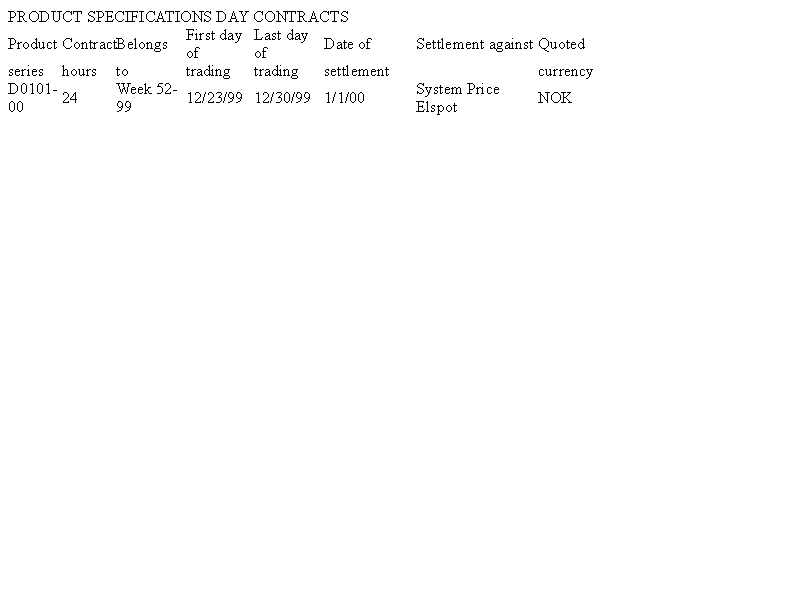 PRODUCT SPECIFICATIONS DAY CONTRACTS
Product Contract Belongs First day of Last day of Date of Settlement against Quoted
series hours to trading trading settlement currency
D0101-00 24 Week 52-99 12/23/99 12/30/99 1/1/00 System Price Elspot NOK